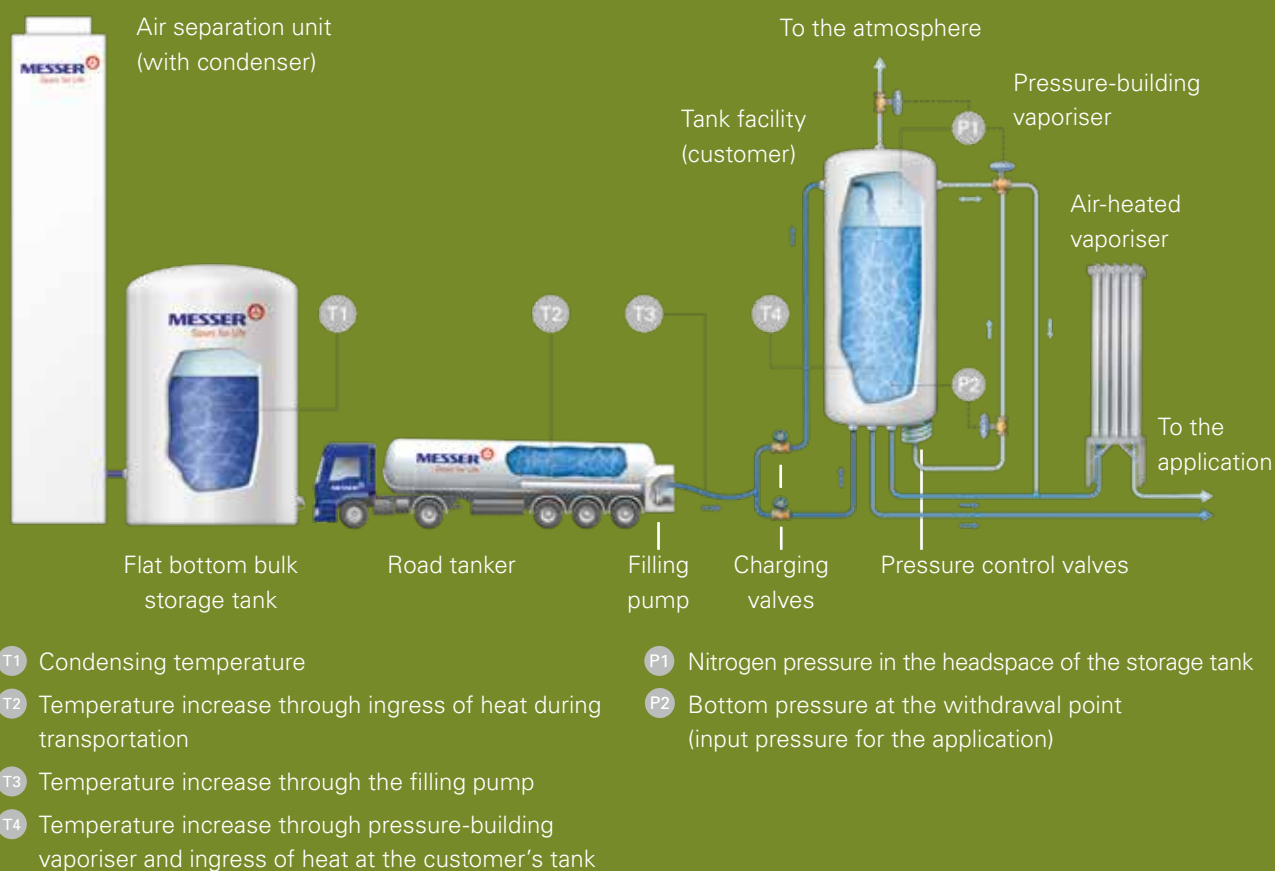 Air separation unit
(with condenser)
To the atmosphere
Pressure-building
vaporiser
Tank facility
(customer)
Air-heated
vaporiser
MESSER
Gases for Life
P1
MESSER
Gases for Life
T1
T2
T3
T4
P2
MESSER
To the
application
Flat bottom bulk
storage tank
Road tanker
Filling
pump
Charging
valves
Pressure control valves
T1 Condensing temperature
T2 Temperature increase through ingress of heat during
transportation
T3 Temperature increase through the filling pump
T4 Temperature increase through pressure-building
vaporiser and ingress of heat at the customer's tank
P1 Nitrogen pressure in the headspace of the storage tank
P2 Bottom pressure at the withdrawal point
(input pressure for the application)